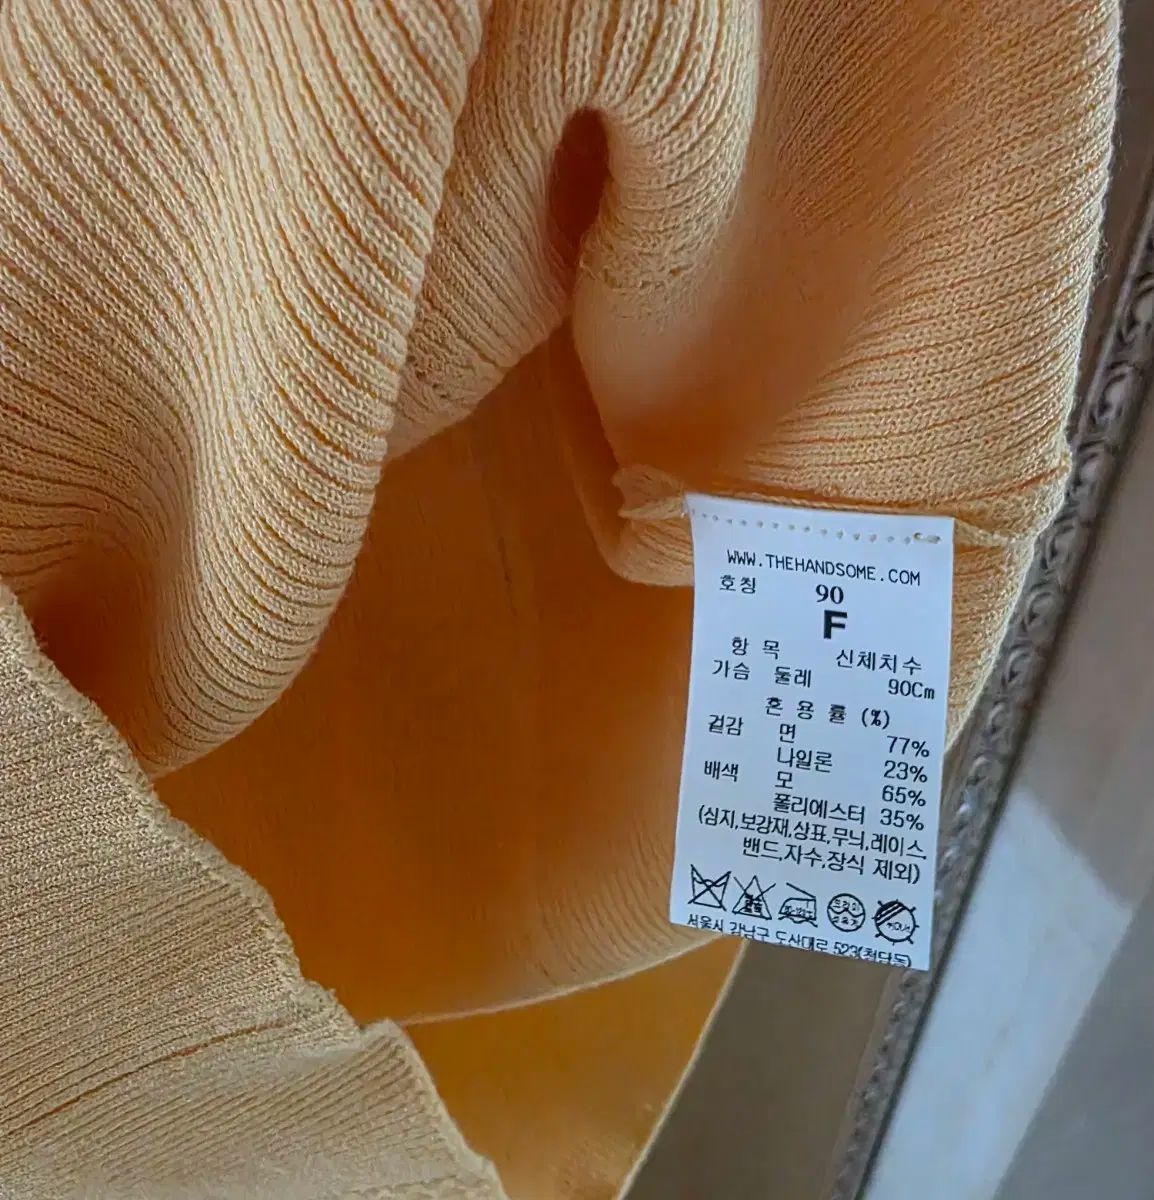 WWW.THEHANDSOME.COM
호칭 90
F
항 목 신체치수
가슴 둘레 90Cm
혼 용 률 (%)
겉감 면 77%
나일론 23%
배색 모 65%
폴리에스터 35%
(심지,보강재,상표,무늬,레이스,
밴드,자수,장식 제외)
드라이
서울시 강남구 도산대로 523(청담동)